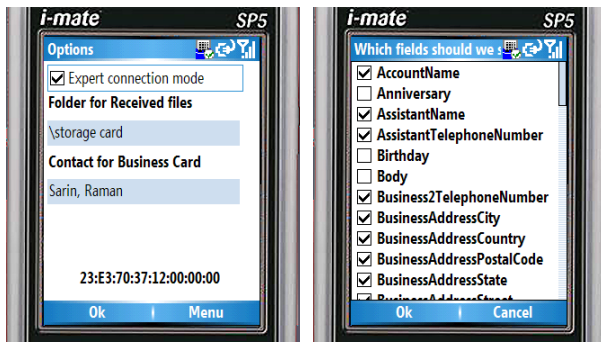 i-mate SP5
Options
Expert connection mode
Folder for Received files
\storage card
Contact for Business Card
Sarin, Raman
23:E3:70:37:12:00:00:00
Ok Menu
i-mate SP5
Which fields should we s
AccountName
Anniversary
AssistantName
AssistantTelephoneNumber
Birthday
Body
Business2TelephoneNumber
BusinessAddressCity
BusinessAddressCountry
BusinessAddressPostalCode
BusinessAddressState
BusinessAddressStreet
Ok Cancel